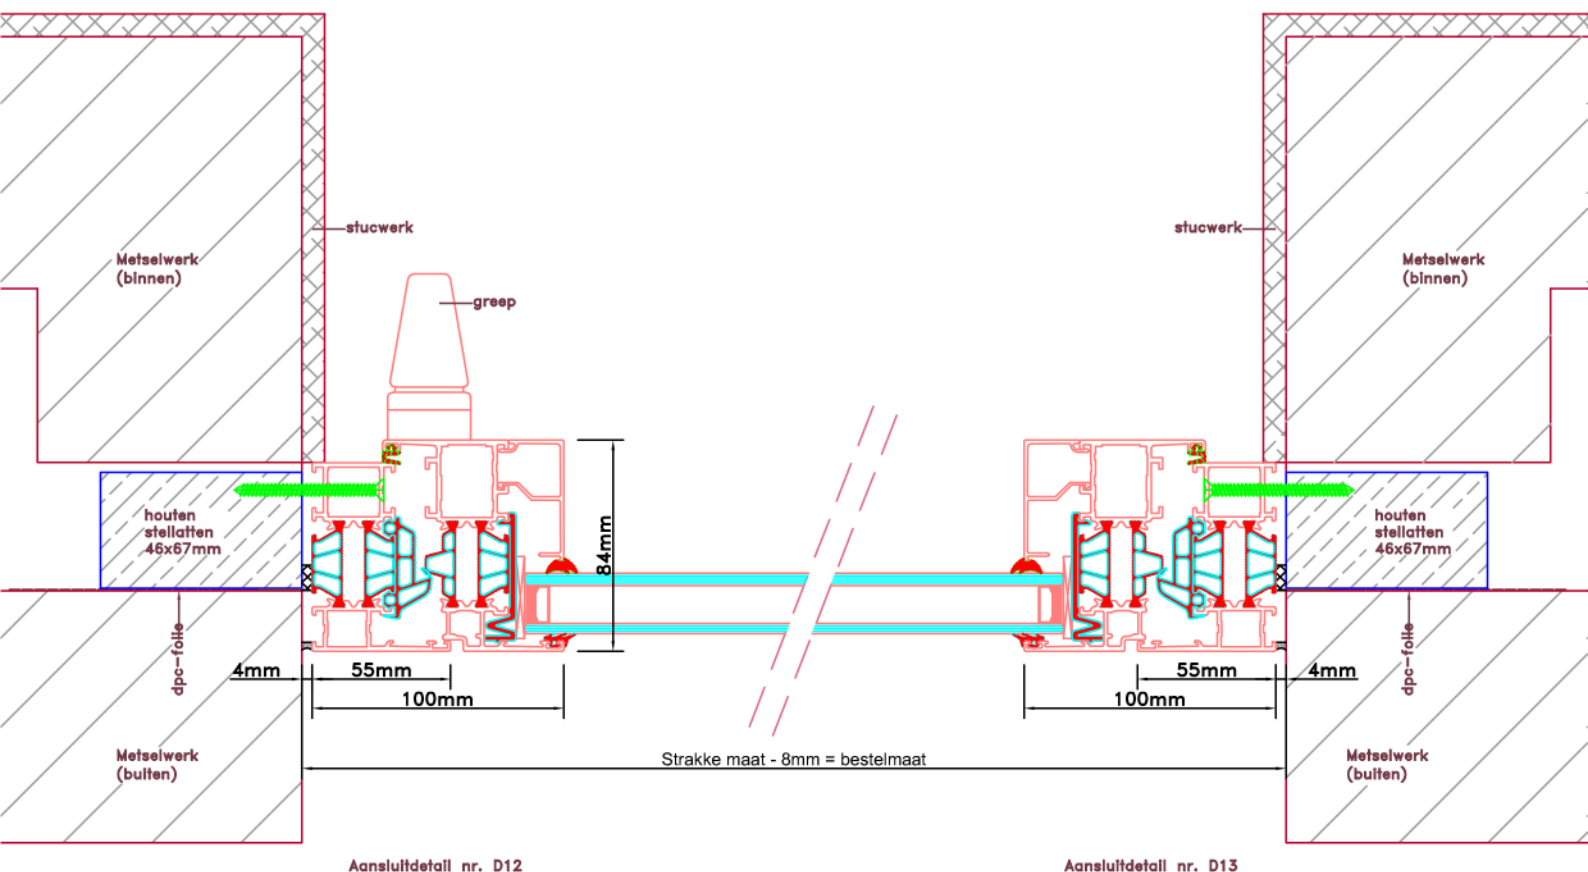 stucwerk
stucwerk
Metselwerk
(binnen)
Metselwerk
(binnen)
greep
houten
stellatten
46x67mm
84mm
houten
stellatten
46x67mm
dpc-folie
dpc-folie
4mm
55mm
100mm
55mm
4mm
100mm
Metselwerk
(buiten)
Strakke maat - 8mm = bestelmaat
Metselwerk
(buiten)
Aansluitdetail nr. D12
Aansluitdetail nr. D13